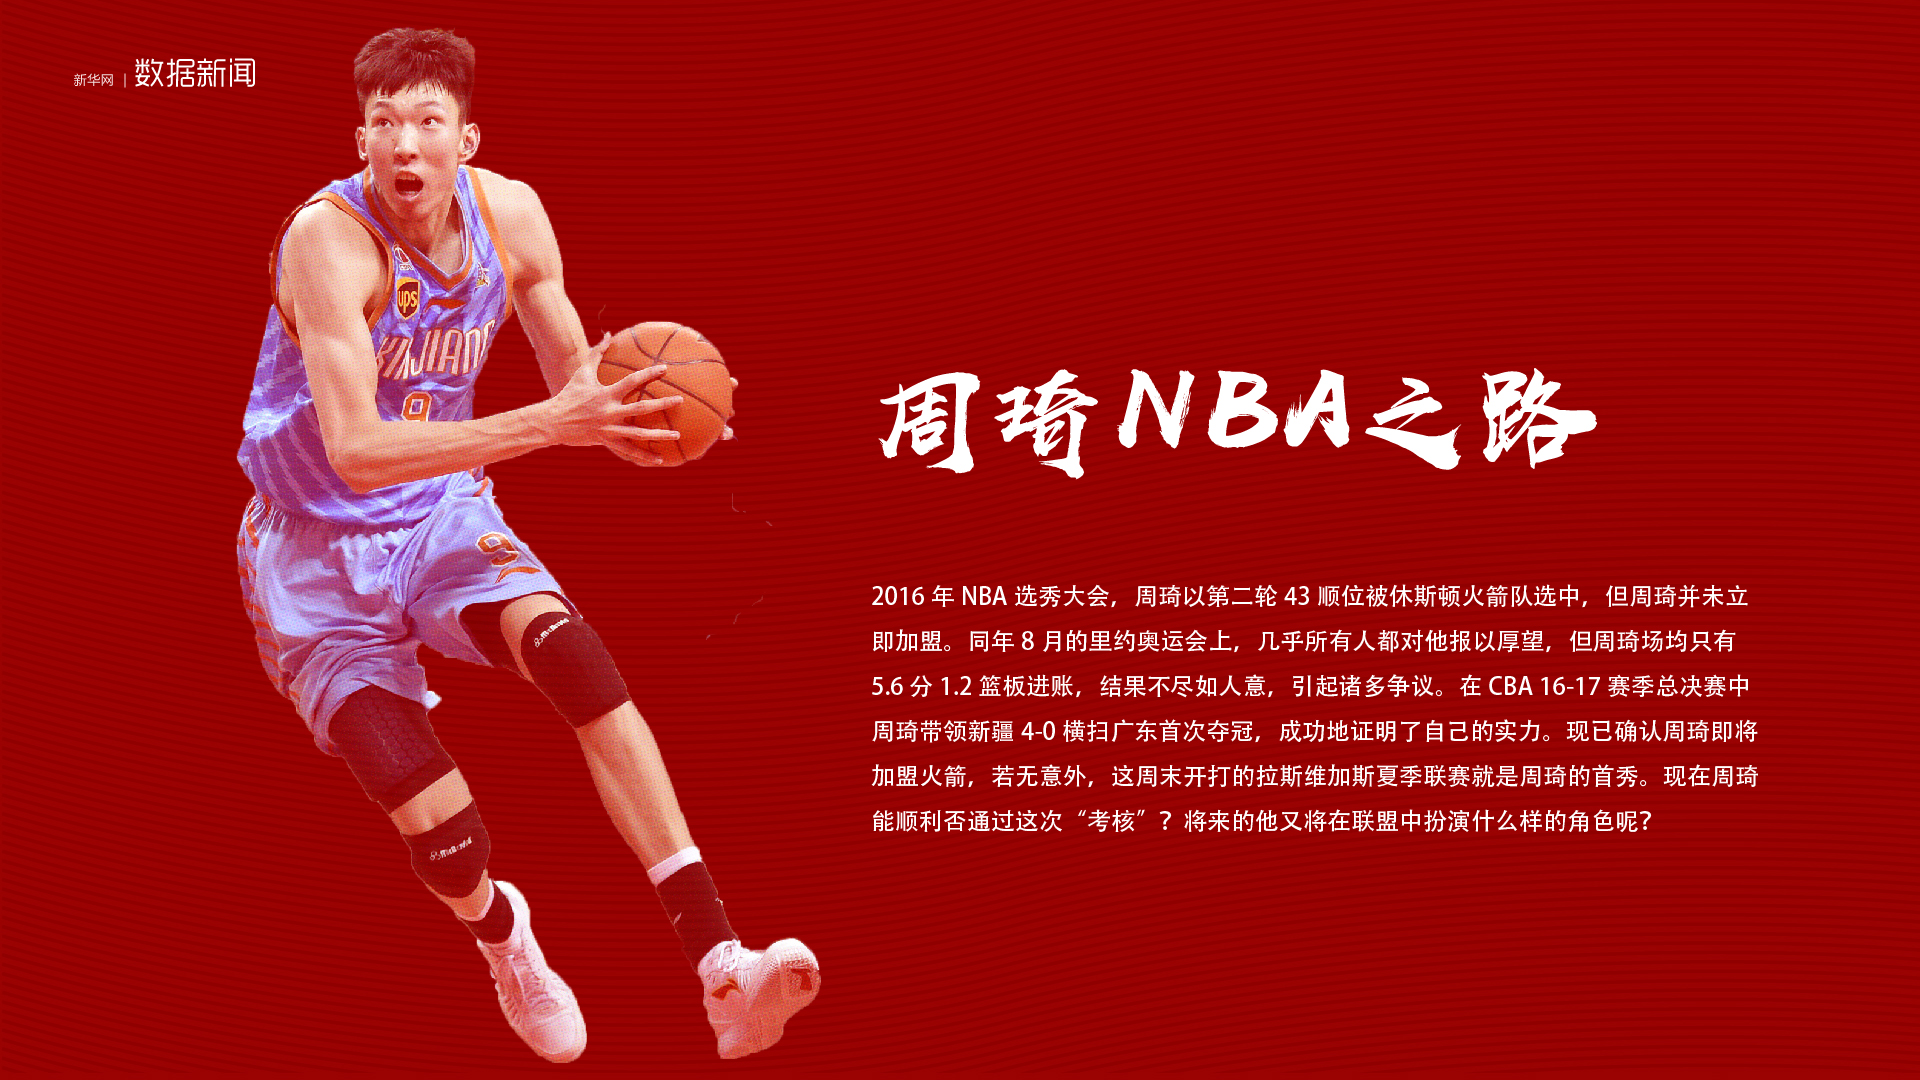 新华网 | 数据新闻
ups
XINJIANG
9
9
周琦NBA之路
2016 年 NBA 选秀大会，周琦以第二轮 43 顺位被休斯顿火箭队选中，但周琦并未立
即加盟。同年 8 月的里约奥运会上，几乎所有人都对他报以厚望，但周琦场均只有
5.6 分 1.2 篮板进账，结果不尽如人意，引起诸多争议。在 CBA 16-17 赛季总决赛中
周琦带领新疆 4-0 横扫广东首次夺冠，成功地证明了自己的实力。现已确认周琦即将
加盟火箭，若无意外，这周末开打的拉斯维加斯夏季联赛就是周琦的首秀。现在周琦
能顺利否通过这次“考核”？将来的他又将在联盟中扮演什么样的角色呢？